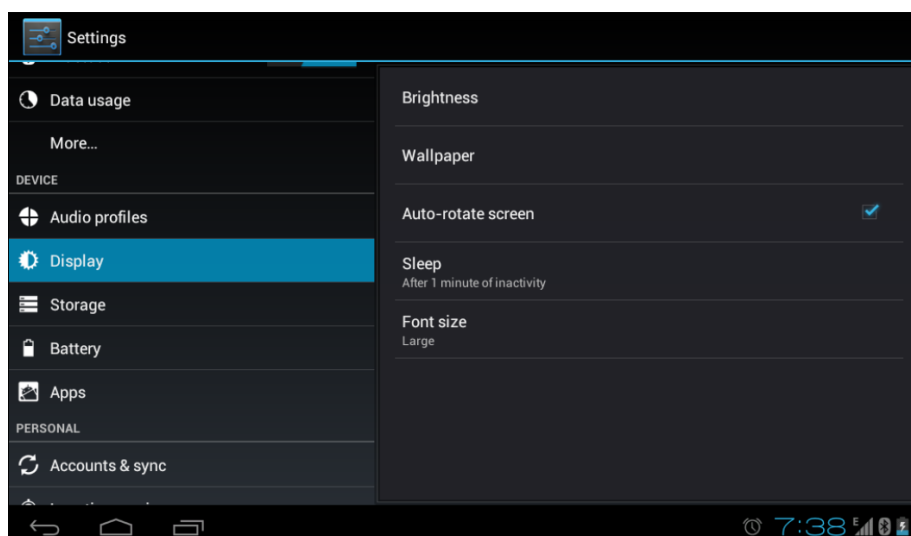 Settings
Data usage
More...
DEVICE
Audio profiles
Display
Storage
Battery
Apps
PERSONAL
Accounts & sync
Brightness
Wallpaper
Auto-rotate screen
Sleep
After 1 minute of inactivity
Font size
Large
7:38
E